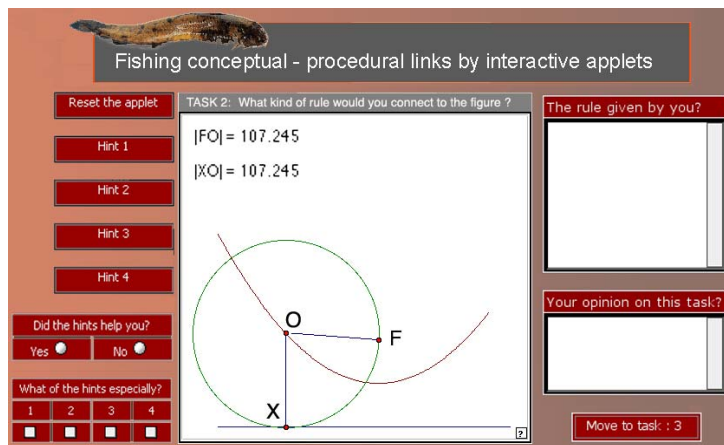 Fishing conceptual - procedural links by interactive applets
Reset the applet
Hint 1
Hint 2
Hint 3
Hint 4
Did the hints help you?
Yes No
What of the hints especially?
1 2 3 4
TASK 2: What kind of rule would you connect to the figure ?
|FO| = 107.245
|XO| = 107.245
O
F
X
?
The rule given by you?
Your opinion on this task?
Move to task : 3